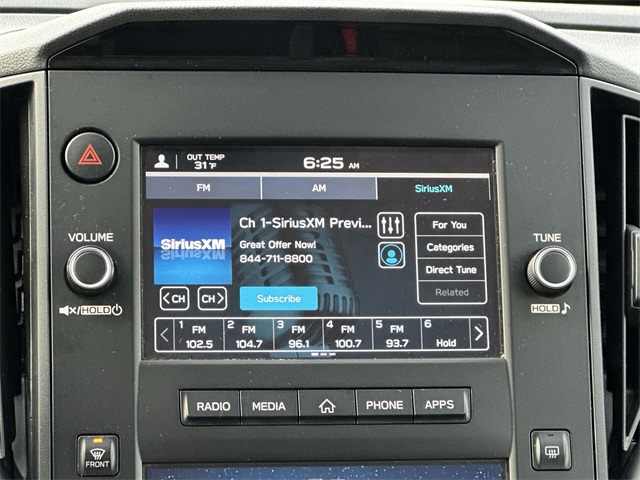 OUT TEMP
31°F
6:25 AM
FM AM SiriusXM
SiriusXM
Ch 1-SiriusXM Previ...
Great Offer Now!
844-711-8800
For You
Categories
Direct Tune
Related
CH CH
Subscribe
1 FM 102.5
2 FM 104.7
3 FM 96.1
4 FM 100.7
5 FM 93.7
6 Hold
VOLUME
HOLD
TUNE
HOLD
RADIO MEDIA PHONE APPS
FRONT